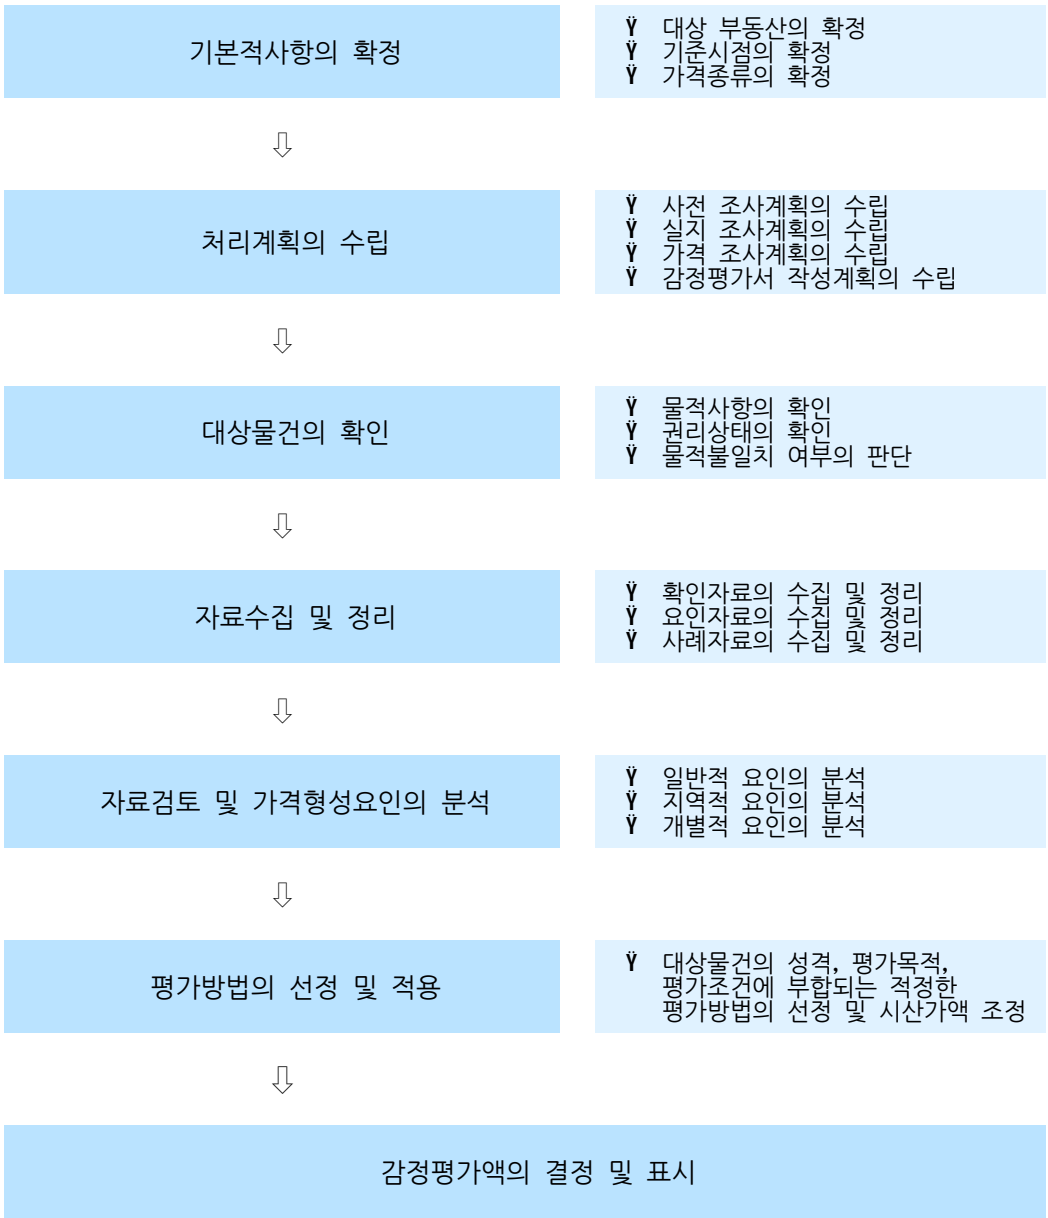 기본적사항의 확정
Ÿ 대상 부동산의 확정
Ÿ 기준시점의 확정
Ÿ 가격종류의 확정
⇩
처리계획의 수립
Ÿ 사전 조사계획의 수립
Ÿ 실지 조사계획의 수립
Ÿ 가격 조사계획의 수립
Ÿ 감정평가서 작성계획의 수립
⇩
대상물건의 확인
Ÿ 물적사항의 확인
Ÿ 권리상태의 확인
Ÿ 물적불일치 여부의 판단
⇩
자료수집 및 정리
Ÿ 확인자료의 수집 및 정리
Ÿ 요인자료의 수집 및 정리
Ÿ 사례자료의 수집 및 정리
⇩
자료검토 및 가격형성요인의 분석
Ÿ 일반적 요인의 분석
Ÿ 지역적 요인의 분석
Ÿ 개별적 요인의 분석
⇩
평가방법의 선정 및 적용
Ÿ 대상물건의 성격, 평가목적,
평가조건에 부합되는 적정한
평가방법의 선정 및 시산가액 조정
⇩
감정평가액의 결정 및 표시